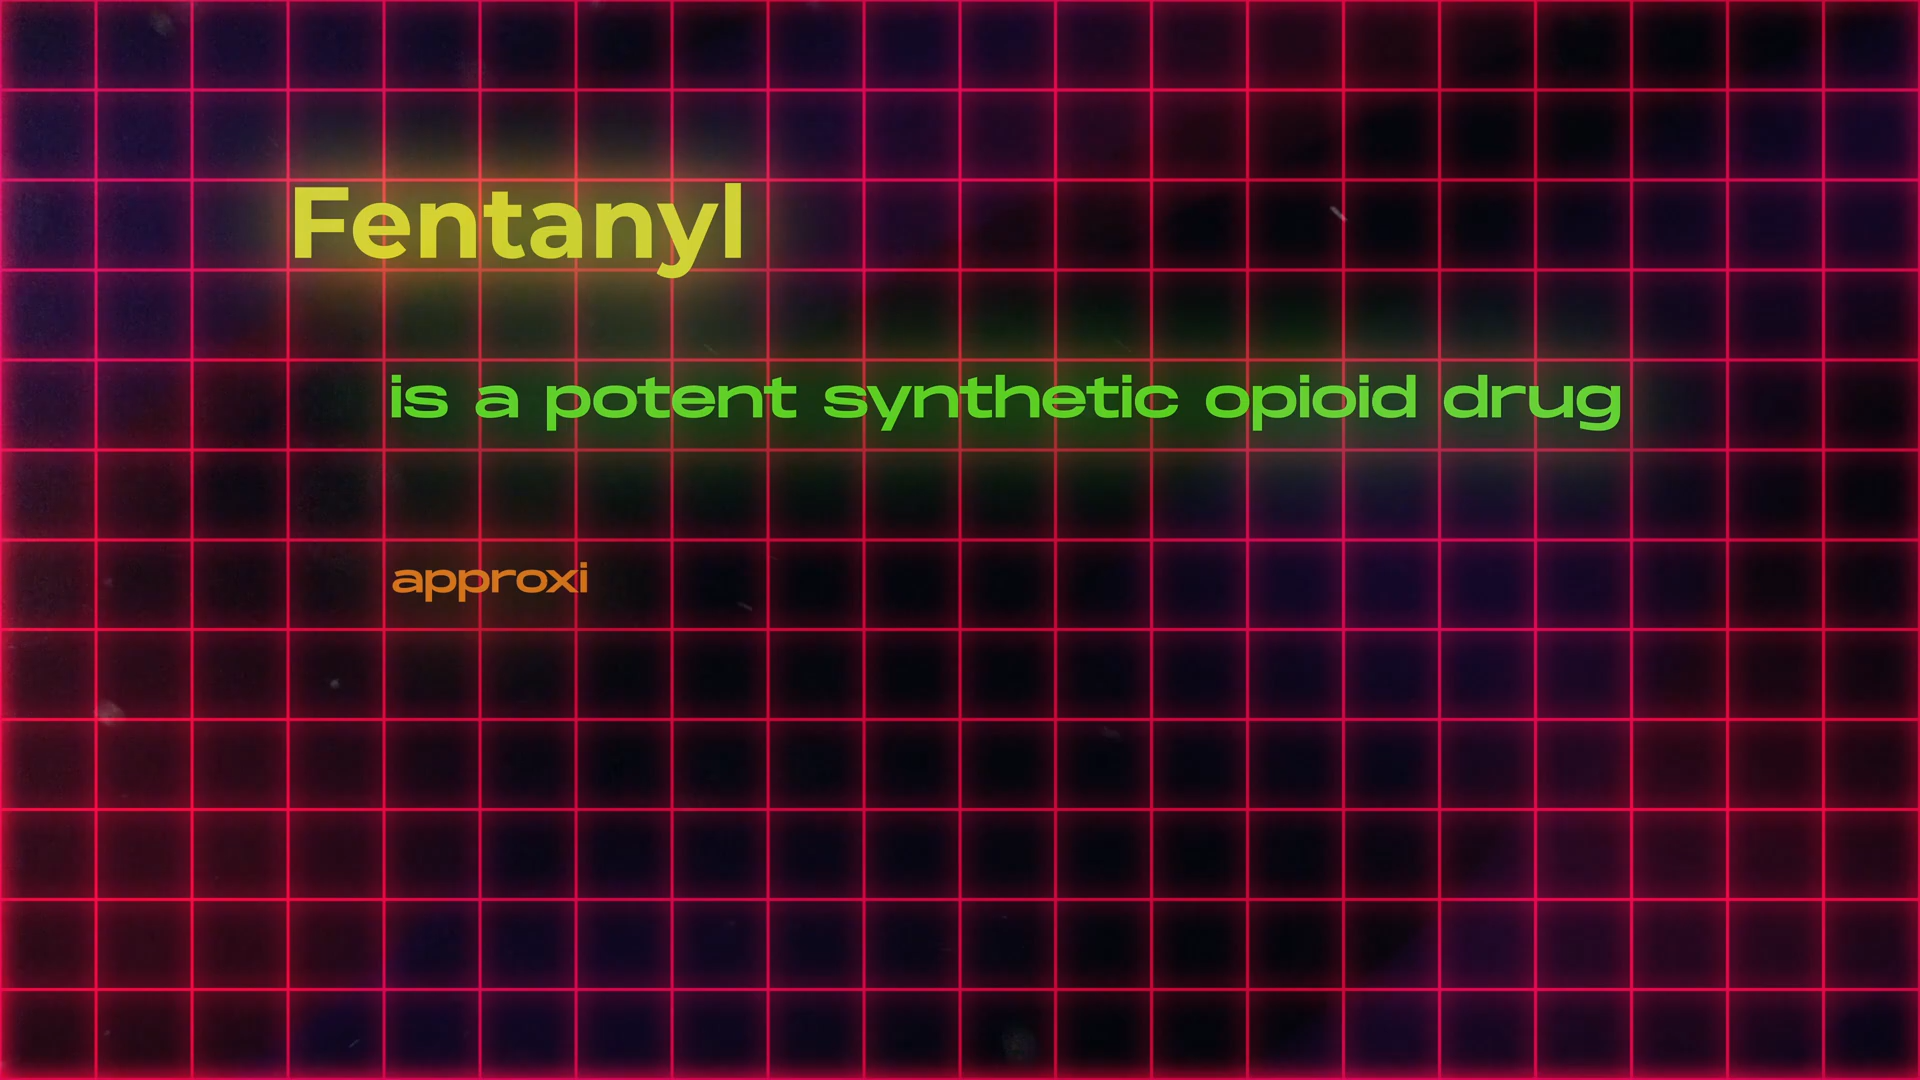 Fentanyl
is a potent synthetic opioid drug
approxi